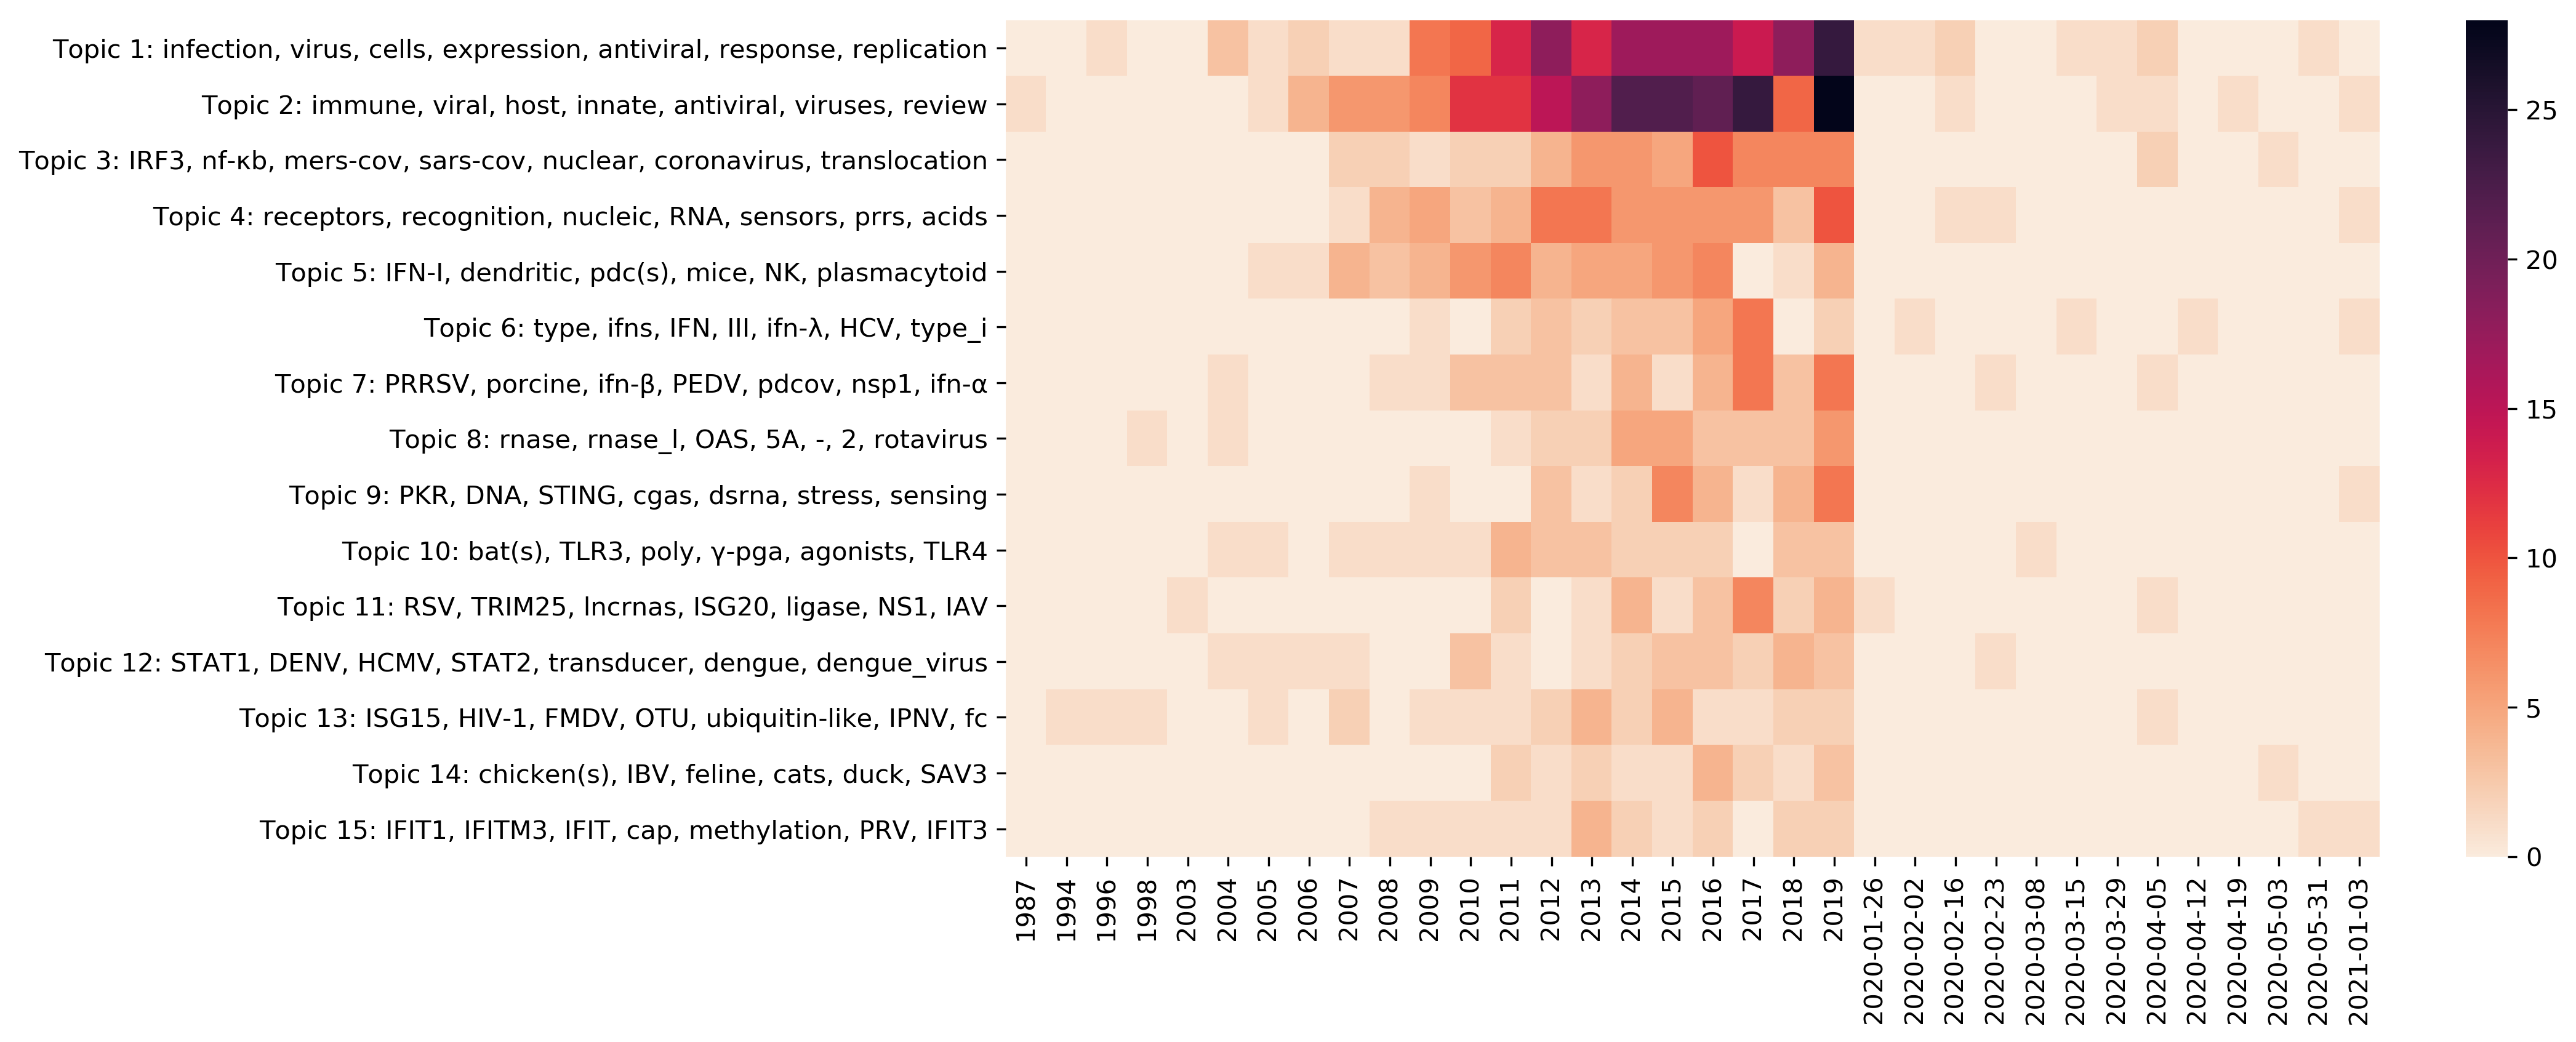 Topic 1: infection, virus, cells, expression, antiviral, response, replication
Topic 2: immune, viral, host, innate, antiviral, viruses, review
Topic 3: IRF3, nf-κb, mers-cov, sars-cov, nuclear, coronavirus, translocation
Topic 4: receptors, recognition, nucleic, RNA, sensors, prrs, acids
Topic 5: IFN-I, dendritic, pdc(s), mice, NK, plasmacytoid
Topic 6: type, ifns, IFN, III, ifn-λ, HCV, type_i
Topic 7: PRRSV, porcine, ifn-β, PEDV, pdcov, nsp1, ifn-α
Topic 8: rnase, rnase_l, OAS, 5A, -, 2, rotavirus
Topic 9: PKR, DNA, STING, cgas, dsrna, stress, sensing
Topic 10: bat(s), TLR3, poly, γ-pga, agonists, TLR4
Topic 11: RSV, TRIM25, lncrnas, ISG20, ligase, NS1, IAV
Topic 12: STAT1, DENV, HCMV, STAT2, transducer, dengue, dengue_virus
Topic 13: ISG15, HIV-1, FMDV, OTU, ubiquitin-like, IPNV, fc
Topic 14: chicken(s), IBV, feline, cats, duck, SAV3
Topic 15: IFIT1, IFITM3, IFIT, cap, methylation, PRV, IFIT3
1987
1994
1996
1998
2003
2004
2005
2006
2007
2008
2009
2010
2011
2012
2013
2014
2015
2016
2017
2018
2019
2020-01-26
2020-02-02
2020-02-16
2020-02-23
2020-03-08
2020-03-15
2020-03-29
2020-04-05
2020-04-12
2020-04-19
2020-05-03
2020-05-31
2021-01-03
25
20
15
10
5
0